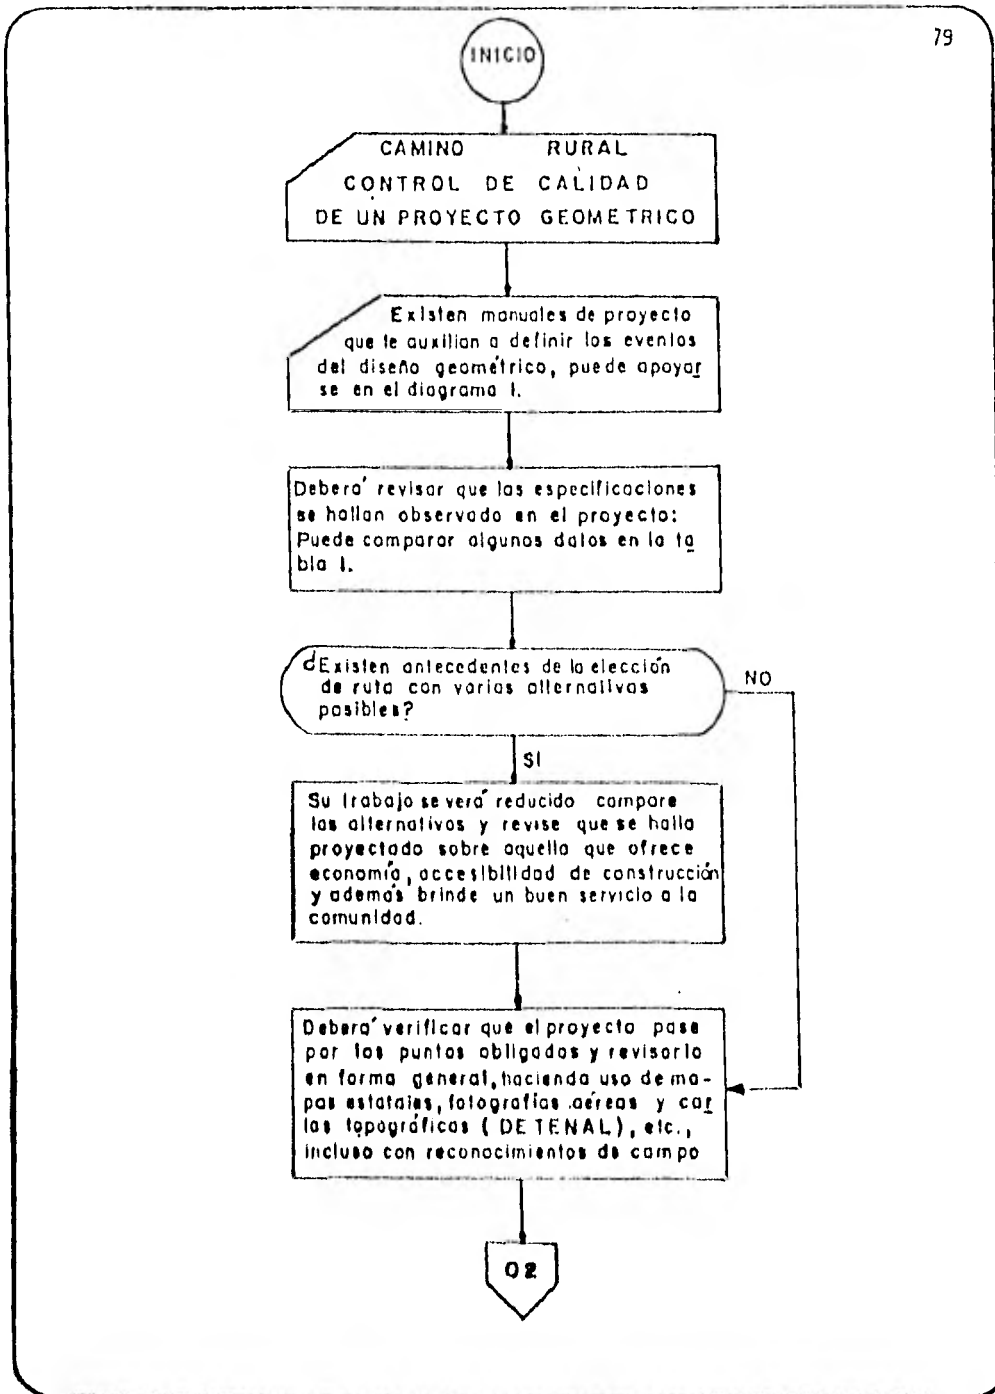 79
INICIO
CAMINO RURAL
CONTROL DE CALIDAD
DE UN PROYECTO GEOMETRICO
Existen manuales de proyecto
que te auxilian a definir los eventos
del diseño geométrico, puede apoyar
se en el diagrama 1.
Deberá revisar que las especificaciones
se hallan observado en el proyecto:
Puede comparar algunos datos en la ta
bla 1.
¿Existen antecedentes de la elección
de ruta con varias alternativas
posibles?
NO
SI
Su trabajo se verá reducido compare
las alternativas y revise que se halla
proyectado sobre aquella que ofrece
economía, accesibilidad de construcción
y además brinde un buen servicio a la
comunidad.
Deberá verificar que el proyecto pase
por los puntos obligados y revisarlo
en forma general, haciendo uso de ma-
pas estatales, fotografías aéreas y car
tas topográficas (DETENAL), etc.,
incluso con reconocimientos de campo
02